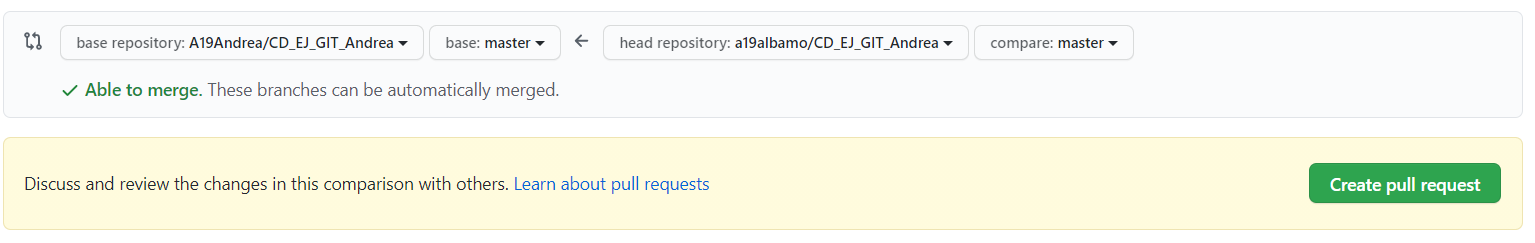 base repository: A19Andrea/CD_EJ_GIT_Andrea base: master head repository: a19albamo/CD_EJ_GIT_Andrea compare: master
Able to merge. These branches can be automatically merged.
Discuss and review the changes in this comparison with others. Learn about pull requests Create pull request